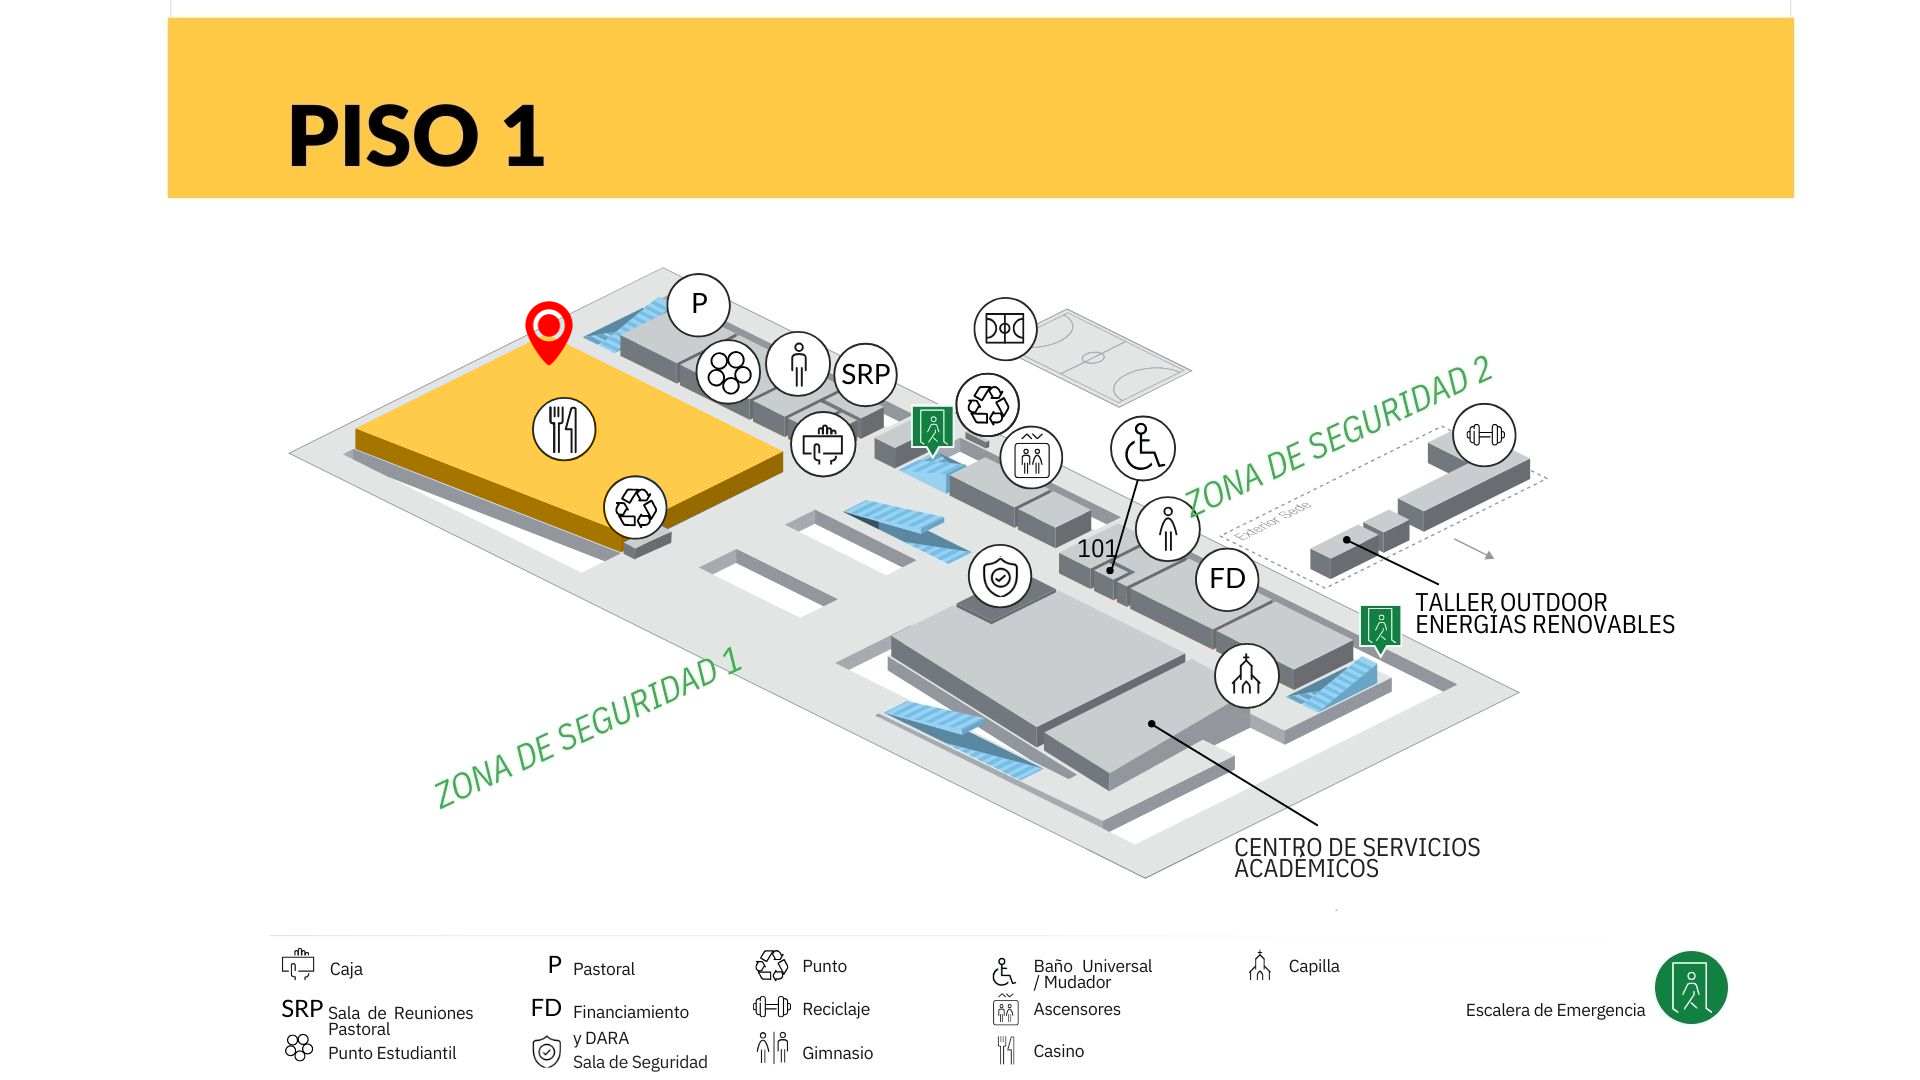 PISO 1
P
SRP
ZONA DE SEGURIDAD 2
Exterior Sede
101
FD
TALLER OUTDOOR
ENERGÍAS RENOVABLES
ZONA DE SEGURIDAD 1
CENTRO DE SERVICIOS
ACADÉMICOS
Caja
SRP Sala de Reuniones
Pastoral
Punto Estudiantil
P Pastoral
FD Financiamiento
y DARA
Sala de Seguridad
Punto
Reciclaje
Gimnasio
Baño Universal
/ Mudador
Ascensores
Casino
Capilla
Escalera de Emergencia